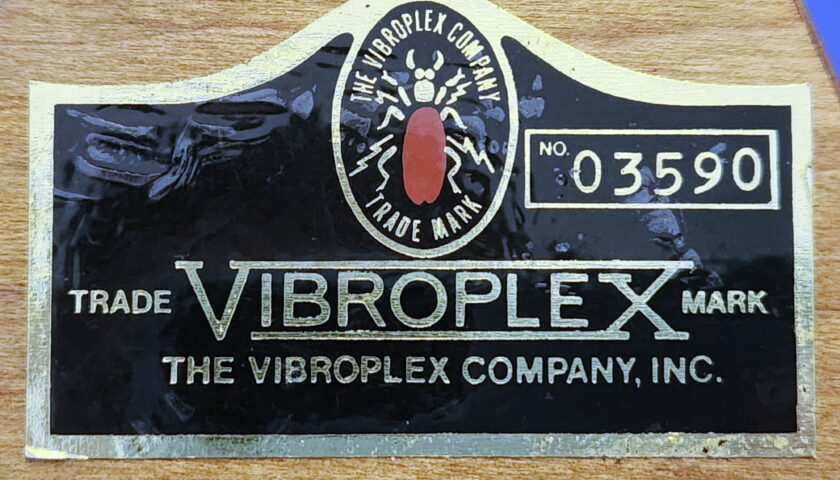 THE VIBROPLEX COMPANY
TRADE MARK
NO. 03590
TRADE VIBROPLEX MARK
THE VIBROPLEX COMPANY, INC.